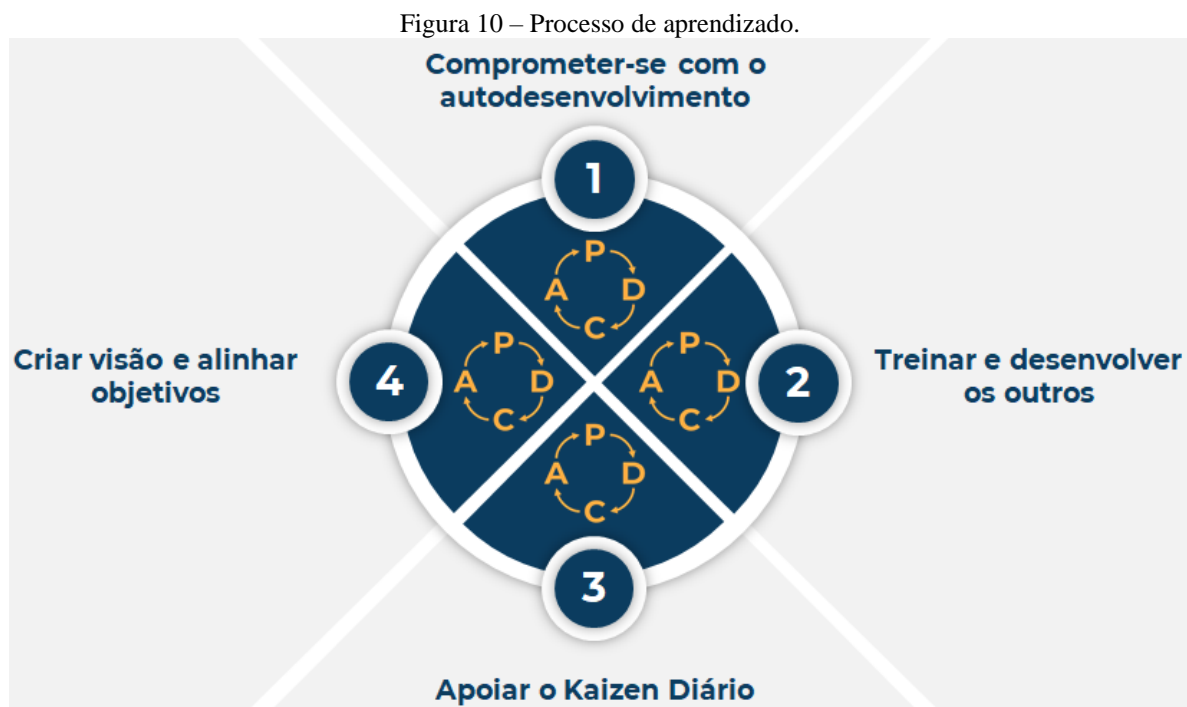 Figura 10 – Processo de aprendizado.
Comprometer-se com o
autodesenvolvimento
1
P
A D
C
Criar visão e alinhar
objetivos
4
P
A D
C
P
A D
C
2
Treinar e desenvolver
os outros
P
A D
C
3
Apoiar o Kaizen Diário